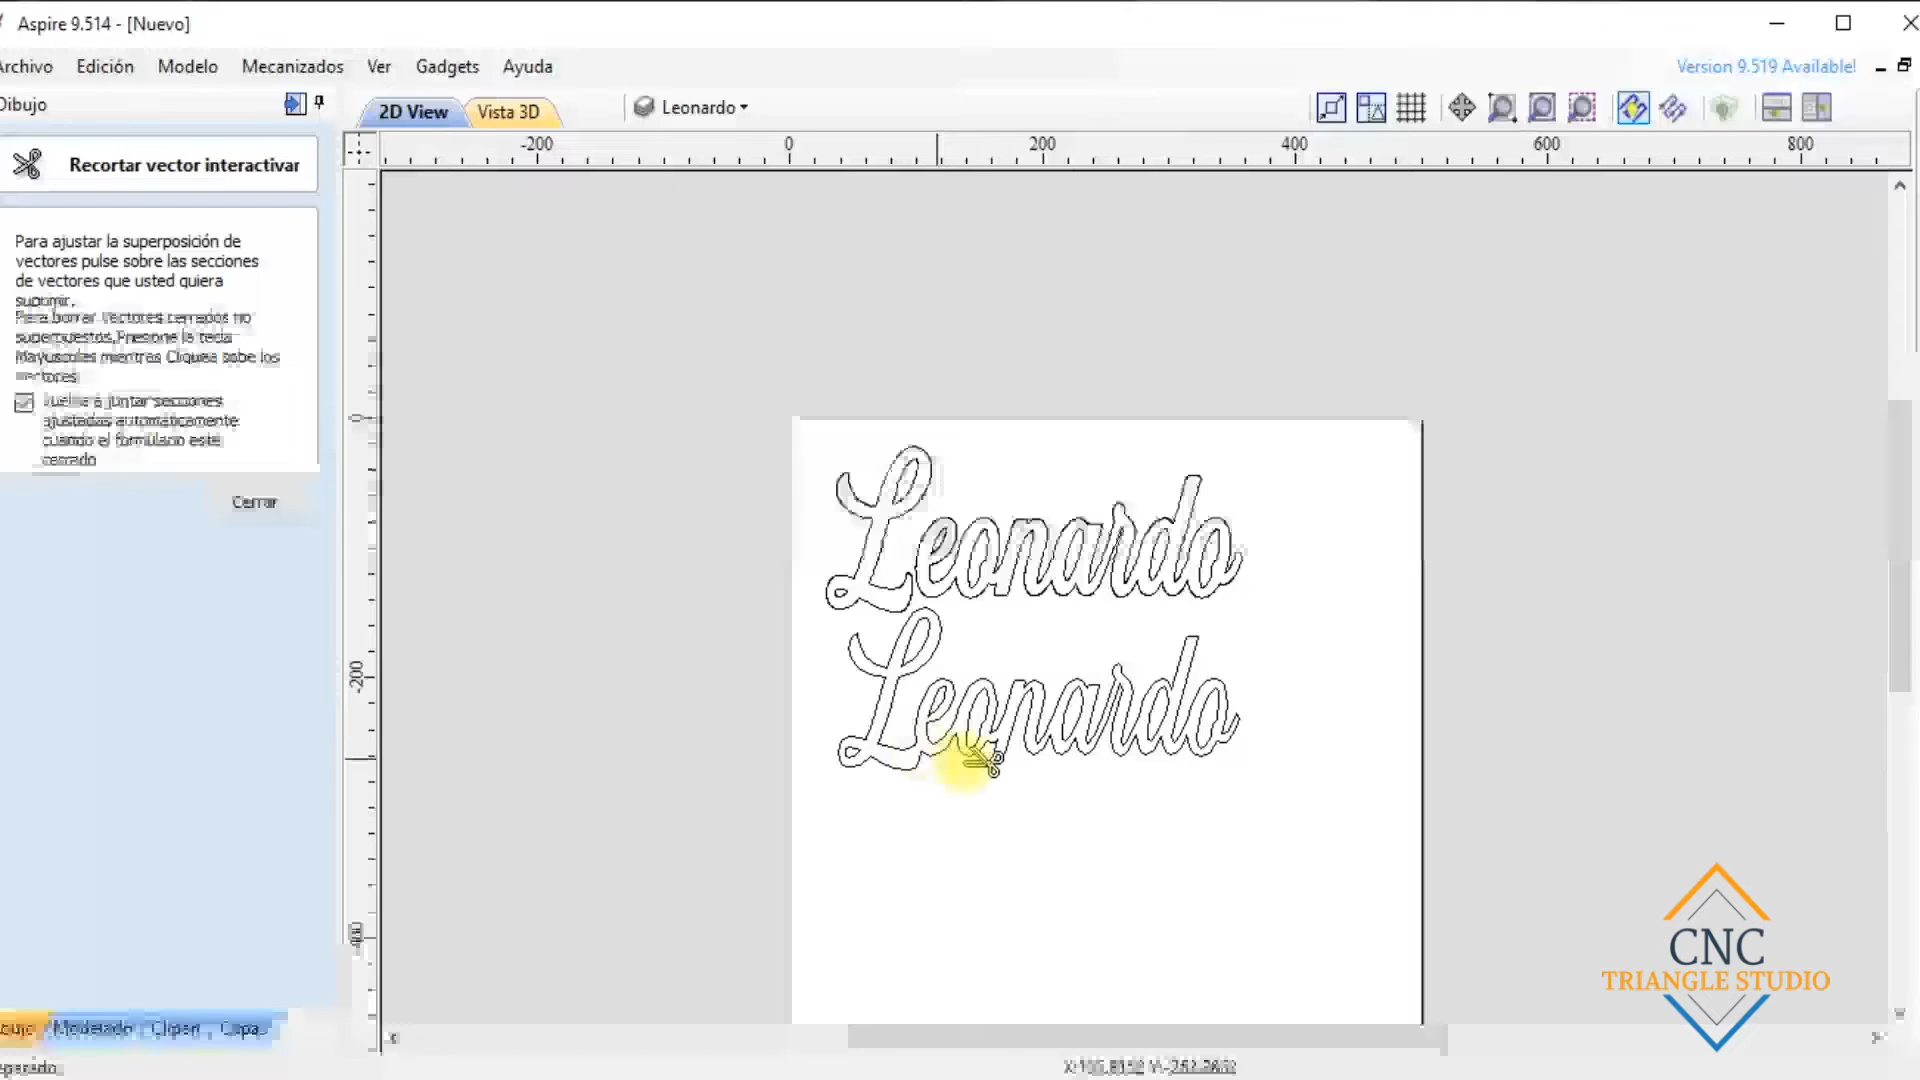 Aspire 9.514 - [Nuevo]
Archivo Edición Modelo Mecanizados Ver Gadgets Ayuda
Version 9.519 Available!
Dibujo
2D View Vista 3D Leonardo
-200 0 200 400 600 800
Recortar vector interactivar
Para ajustar la superposición de
vectores pulse sobre las secciones
de vectores que usted quiera
suprimir.
Para borrar Vectores cerrados no
superpuestos,Presione la tecla
Mayusculas mientras Cliquea sobe los
vectores
Vuelve a juntar secciones
ajustadas automáticamente
cuando el formulario esté
cerrado
Cerrar
0
-200
Leonardo
Leonardo
CNC
TRIANGLE STUDIO
Modelado Clipart Capas